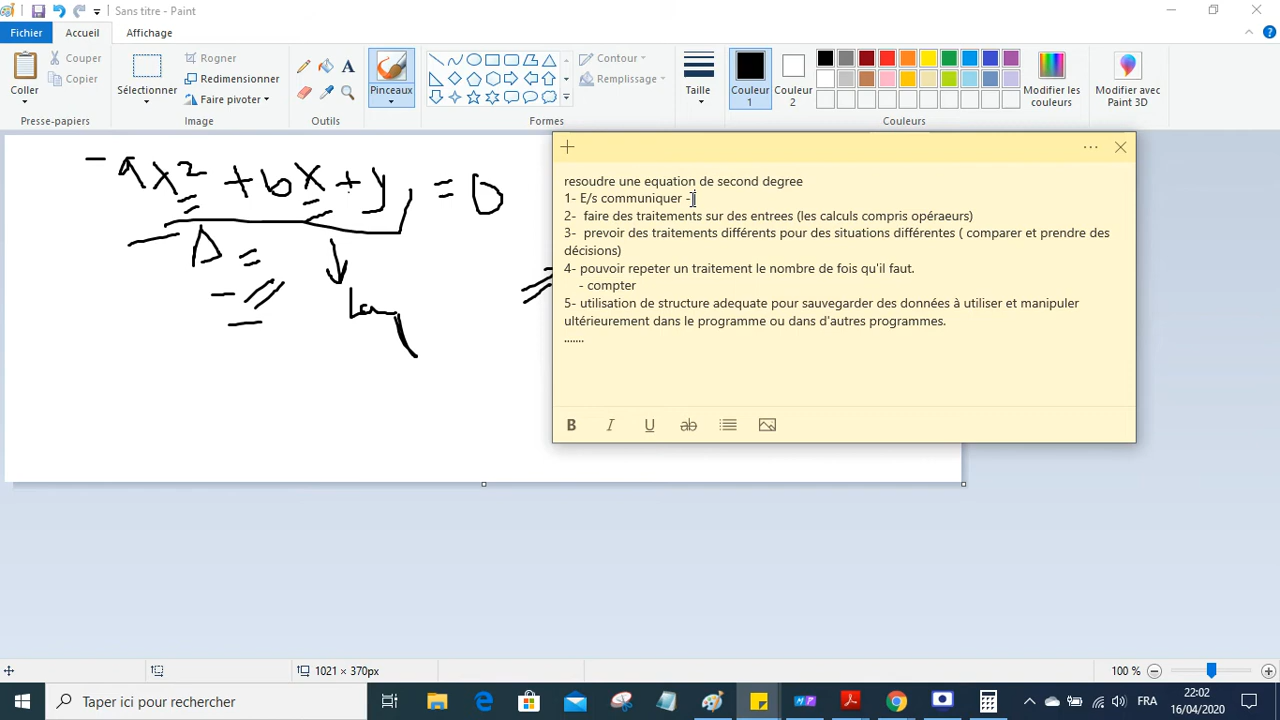 Sans titre - Paint
Fichier Accueil Affichage
Coller
Couper
Copier
Presse-papiers
Sélectionner
Rogner
Redimensionner
Faire pivoter
Image
Outils
Pinceaux
Contour
Remplissage
Formes
Taille
Couleur 1
Couleur 2
Modifier les couleurs
Couleurs
Modifier avec Paint 3D
- ax2 + bx + y = 0
Δ =
resoudre une equation de second degree
1- E/s communiquer -
2- faire des traitements sur des entrees (les calculs compris opéraeurs)
3- prevoir des traitements différents pour des situations différentes ( comparer et prendre des
décisions)
4- pouvoir repeter un traitement le nombre de fois qu'il faut.
- compter
5- utilisation de structure adequate pour sauvegarder des données à utiliser et manipuler
ultérieurement dans le programme ou dans d'autres programmes.
.......
B I U ab
1021 × 370px
100 %
Taper ici pour rechercher
FRA
22:02
16/04/2020